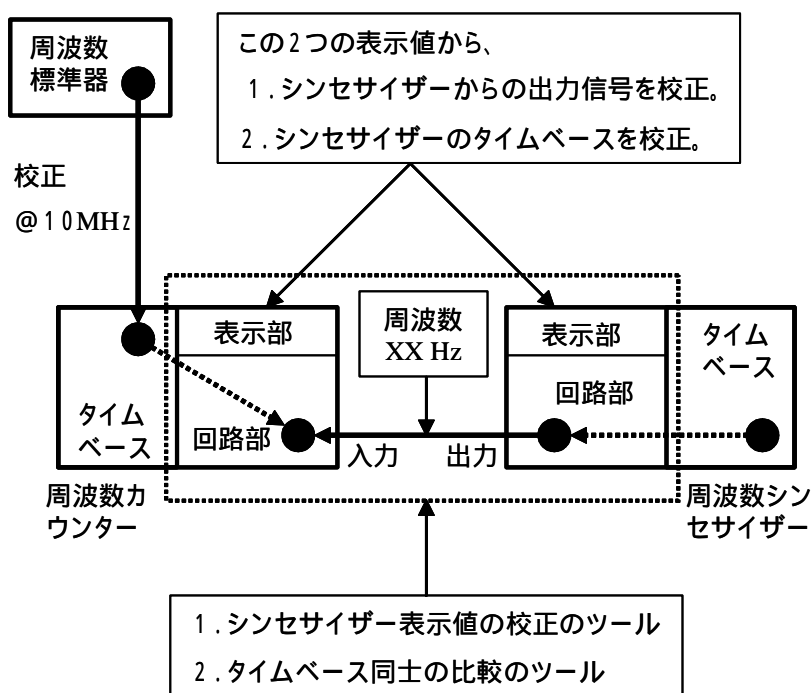 周波数
標準器
この2つの表示値から、
1.シンセサイザーからの出力信号を校正。
2.シンセサイザーのタイムベースを校正。
校正
@10MHz
表示部
周波数
XX Hz
表示部
タイム
ベース
回路部
タイム
ベース
回路部
入力
出力
周波数カ
ウンター
周波数シン
セサイザー
1.シンセサイザー表示値の校正のツール
2.タイムベース同士の比較のツール